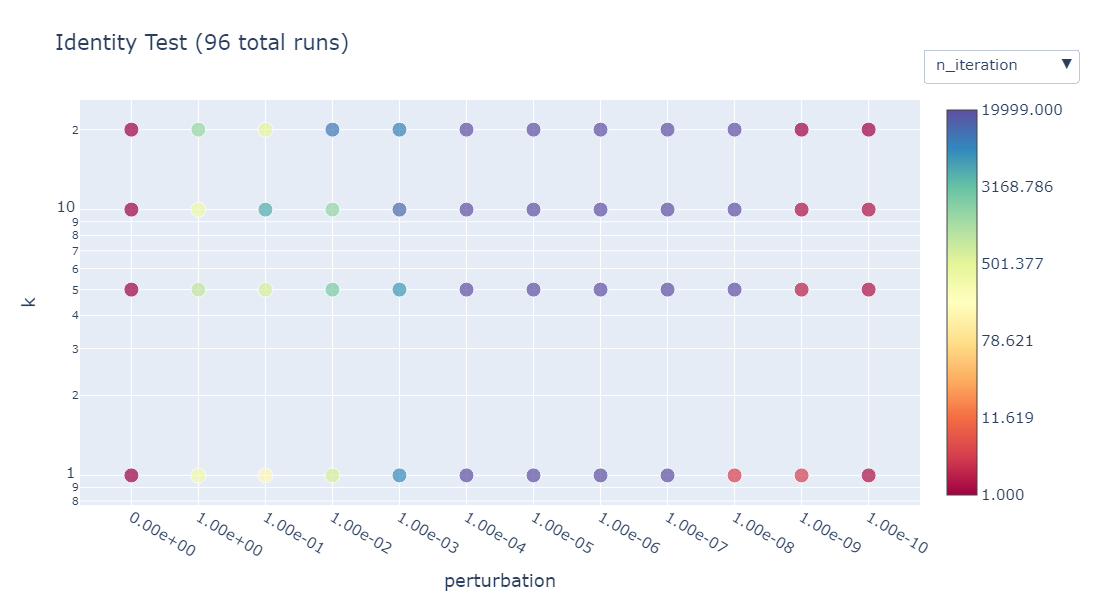 Identity Test (96 total runs)
n_iteration ▼
k
2
10
9
8
7
6
5
4
3
2
1
9
8
0.00e+00
1.00e+00
1.00e-01
1.00e-02
1.00e-03
1.00e-04
1.00e-05
1.00e-06
1.00e-07
1.00e-08
1.00e-09
1.00e-10
perturbation
19999.000
3168.786
501.377
78.621
11.619
1.000